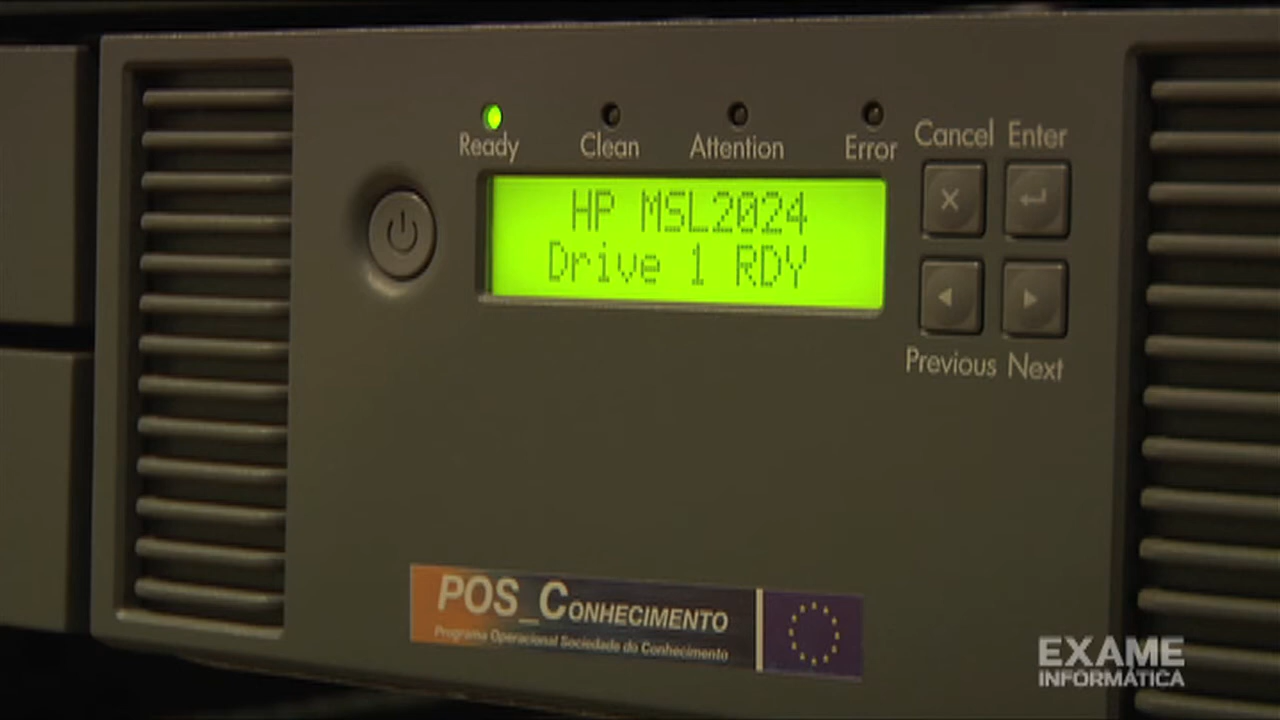 Ready Clean Attention Error
Cancel Enter
HP MSL2024
Drive 1 RDY
Previous Next
POS_CONHECIMENTO
Programa Operacional Sociedade do Conhecimento
EXAME
INFORMÁTICA